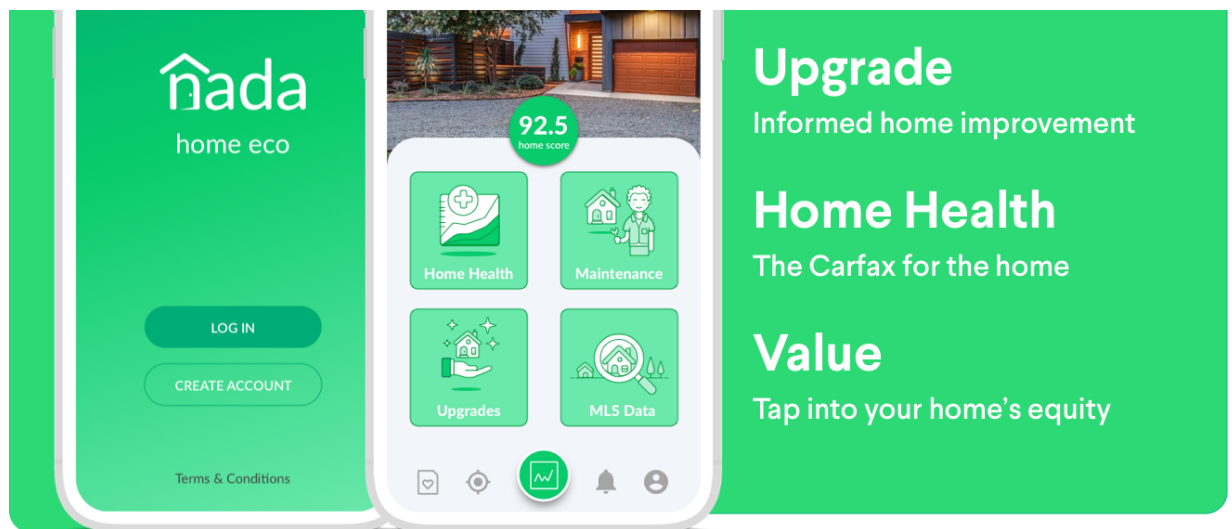 nada
home eco
LOG IN
CREATE ACCOUNT
Terms & Conditions
92.5
home score
Home Health
Maintenance
Upgrades
MLS Data
Upgrade
Informed home improvement
Home Health
The Carfax for the home
Value
Tap into your home’s equity